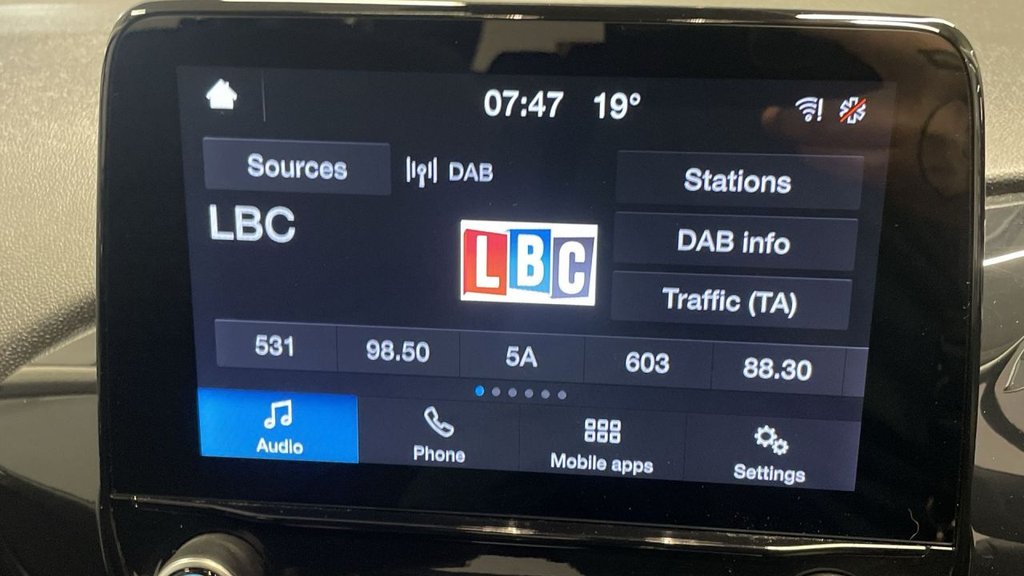 07:47 19°
Sources
DAB
Stations
LBC
LBC
DAB info
Traffic (TA)
531 98.50 5A 603 88.30
Audio
Phone
Mobile apps
Settings